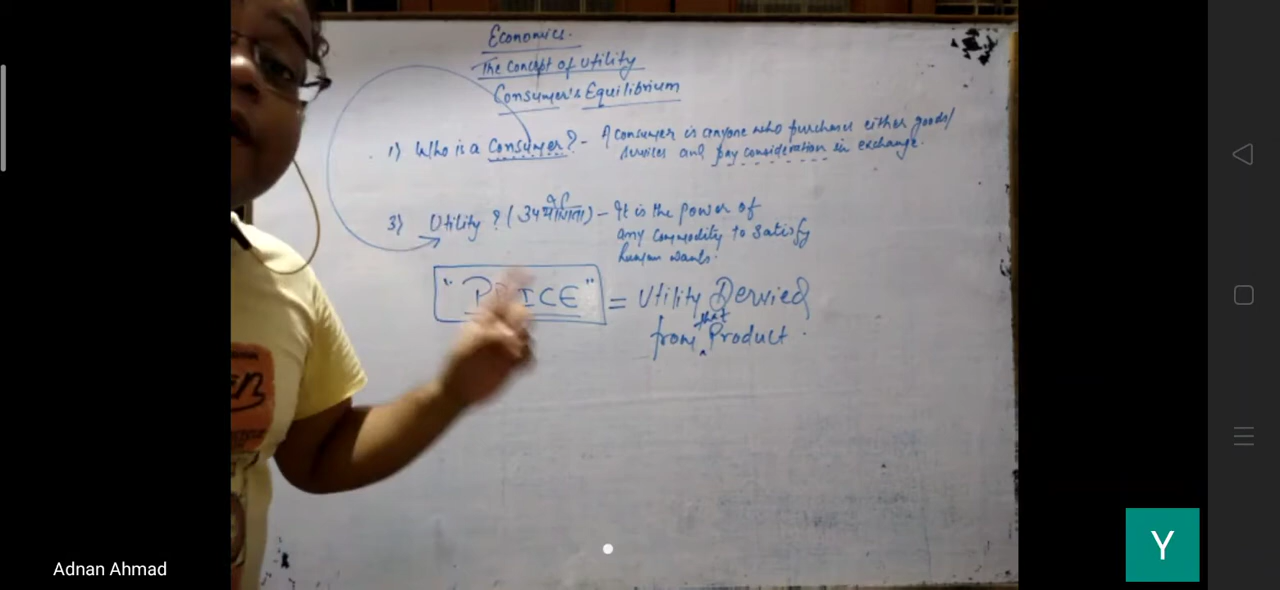 Economics.
The Concept of Utility
Consumer's Equilibrium
1) Who is a Consumer? - A consumer is anyone who purchases either goods/
services and pay consideration in exchange.
3) Utility ? (उपयोगिता) - It is the power of
any commodity to satisfy
human wants.
"PRICE" = Utility Dervied
from that Product.
Adnan Ahmad
Y